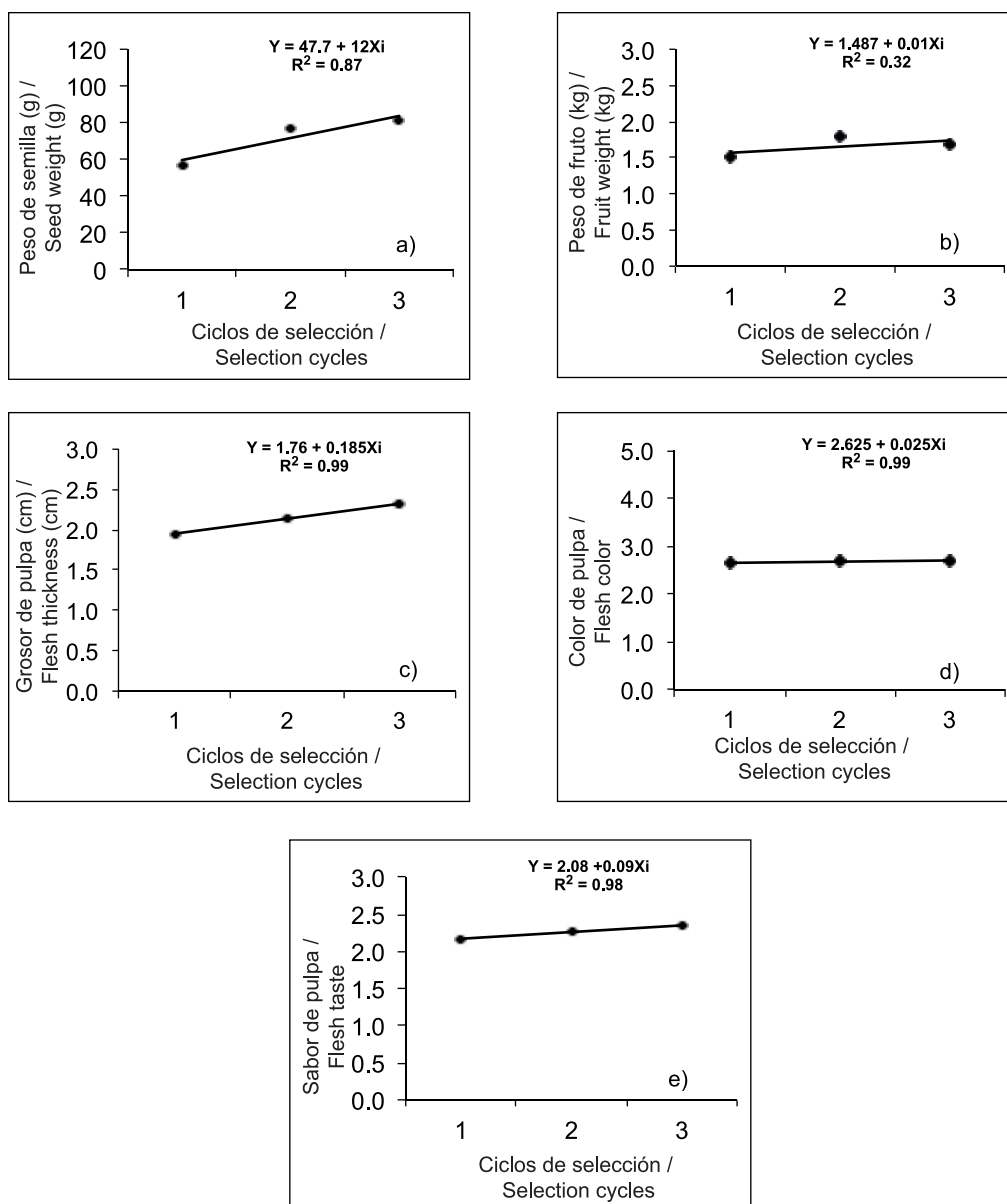 Y = 47.7 + 12Xi
R² = 0.87
Peso de semilla (g) /
Seed weight (g)
120
100
80
60
40
20
0
a)
1 2 3
Ciclos de selección /
Selection cycles
Y = 1.487 + 0.01Xi
R² = 0.32
Peso de fruto (kg) /
Fruit weight (kg)
3.0
2.5
2.0
1.5
1.0
0.5
0.0
b)
1 2 3
Ciclos de selección /
Selection cycles
Y = 1.76 + 0.185Xi
R² = 0.99
Grosor de pulpa (cm) /
Flesh thickness (cm)
3.0
2.5
2.0
1.5
1.0
0.5
0.0
c)
1 2 3
Ciclos de selección /
Selection cycles
Y = 2.625 + 0.025Xi
R² = 0.99
Color de pulpa /
Flesh color
5.0
4.0
3.0
2.0
1.0
0.0
d)
1 2 3
Ciclos de selección /
Selection cycles
Y = 2.08 +0.09Xi
R² = 0.98
Sabor de pulpa /
Flesh taste
3.0
2.5
2.0
1.5
1.0
0.5
0.0
e)
1 2 3
Ciclos de selección /
Selection cycles